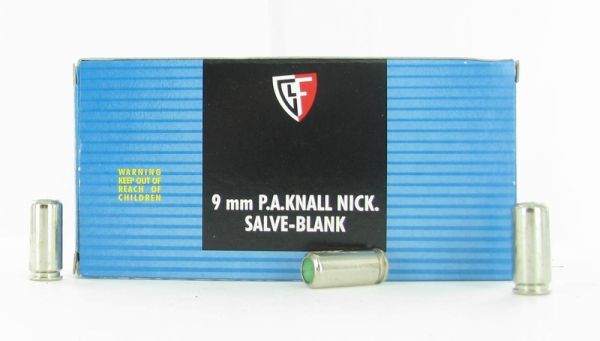 WARNING
KEEP OUT OF
REACH OF
CHILDREN
9 mm P.A.KNALL NICK.
SALVE-BLANK